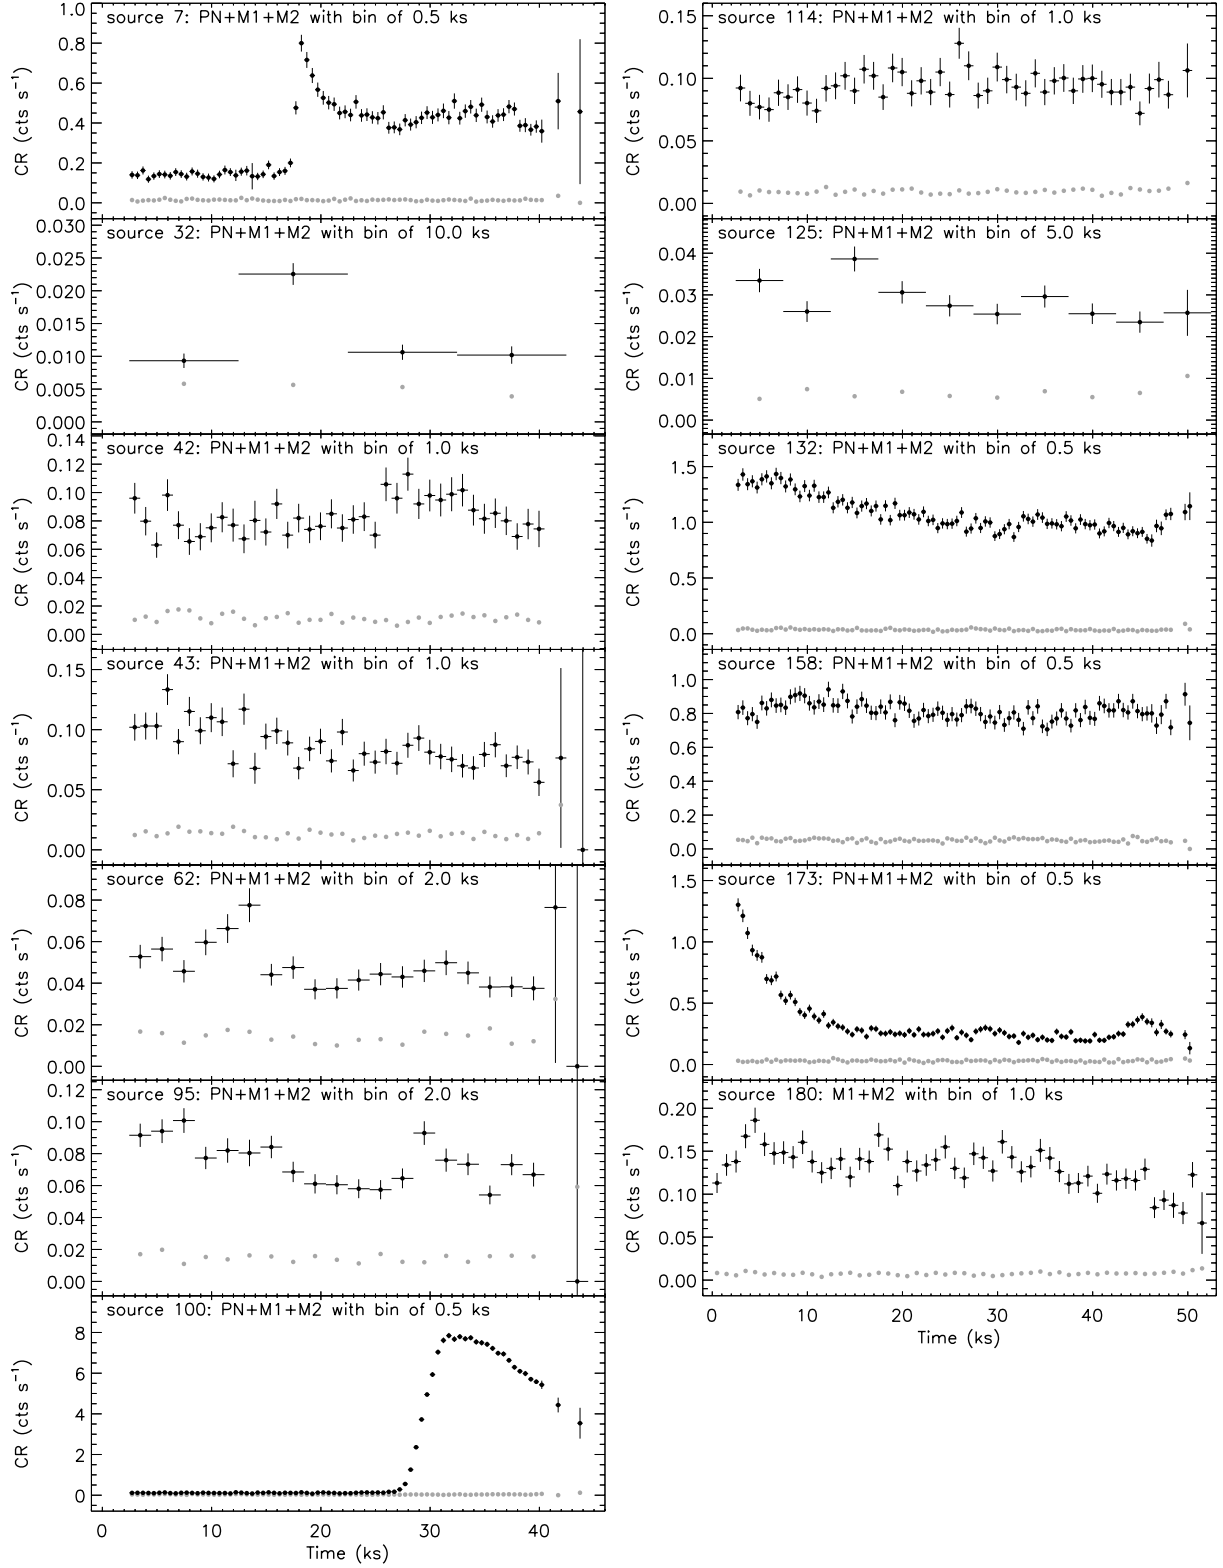 source 7: PN+M1+M2 with bin of 0.5 ks
1.0
0.8
0.6
0.4
0.2
0.0
CR (cts s⁻¹)
source 32: PN+M1+M2 with bin of 10.0 ks
0.030
0.025
0.020
0.015
0.010
0.005
0.000
CR (cts s⁻¹)
source 42: PN+M1+M2 with bin of 1.0 ks
0.14
0.12
0.10
0.08
0.06
0.04
0.02
0.00
CR (cts s⁻¹)
source 43: PN+M1+M2 with bin of 1.0 ks
0.15
0.10
0.05
0.00
CR (cts s⁻¹)
source 62: PN+M1+M2 with bin of 2.0 ks
0.08
0.06
0.04
0.02
0.00
CR (cts s⁻¹)
source 95: PN+M1+M2 with bin of 2.0 ks
0.12
0.10
0.08
0.06
0.04
0.02
0.00
CR (cts s⁻¹)
source 100: PN+M1+M2 with bin of 0.5 ks
8
6
4
2
0
CR (cts s⁻¹)
0 10 20 30 40
Time (ks)
source 114: PN+M1+M2 with bin of 1.0 ks
0.15
0.10
0.05
0.00
CR (cts s⁻¹)
source 125: PN+M1+M2 with bin of 5.0 ks
0.04
0.03
0.02
0.01
0.00
CR (cts s⁻¹)
source 132: PN+M1+M2 with bin of 0.5 ks
1.5
1.0
0.5
0.0
CR (cts s⁻¹)
source 158: PN+M1+M2 with bin of 0.5 ks
1.0
0.8
0.6
0.4
0.2
0.0
CR (cts s⁻¹)
source 173: PN+M1+M2 with bin of 0.5 ks
1.5
1.0
0.5
0.0
CR (cts s⁻¹)
source 180: M1+M2 with bin of 1.0 ks
0.20
0.15
0.10
0.05
0.00
CR (cts s⁻¹)
0 10 20 30 40 50
Time (ks)